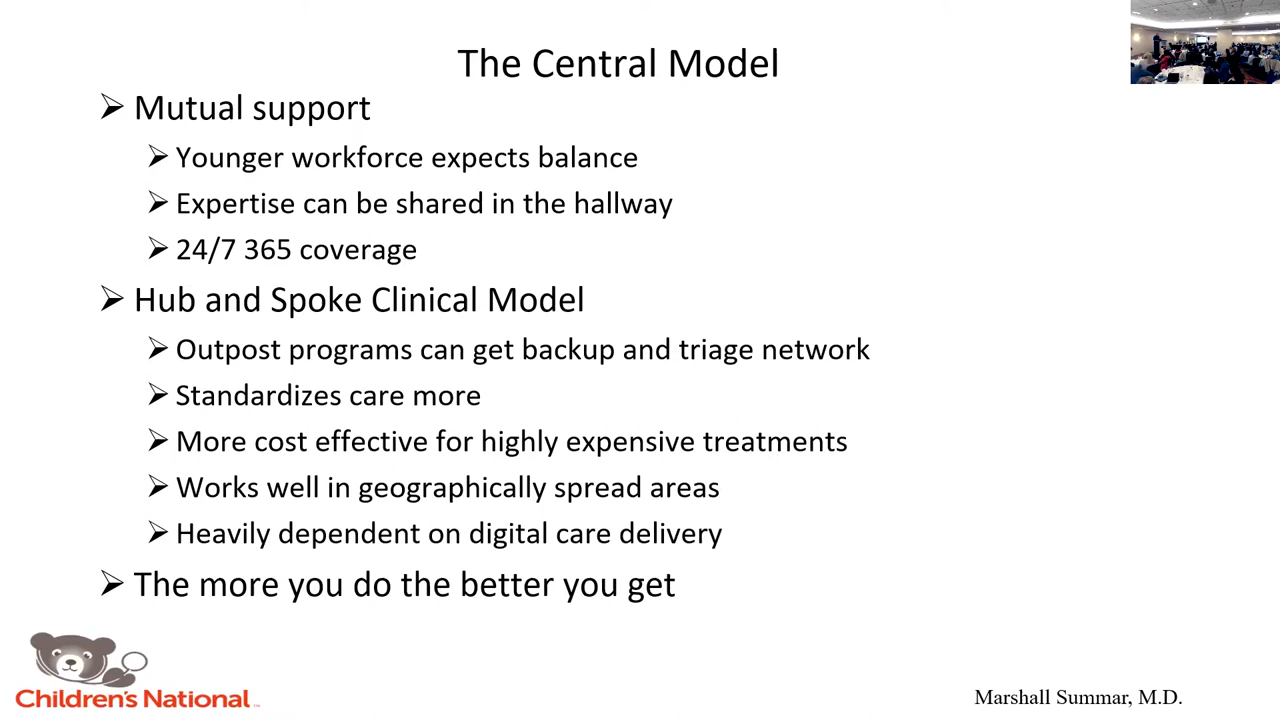 The Central Model
Mutual support
Younger workforce expects balance
Expertise can be shared in the hallway
24/7 365 coverage
Hub and Spoke Clinical Model
Outpost programs can get backup and triage network
Standardizes care more
More cost effective for highly expensive treatments
Works well in geographically spread areas
Heavily dependent on digital care delivery
The more you do the better you get
Children's National
Marshall Summar, M.D.